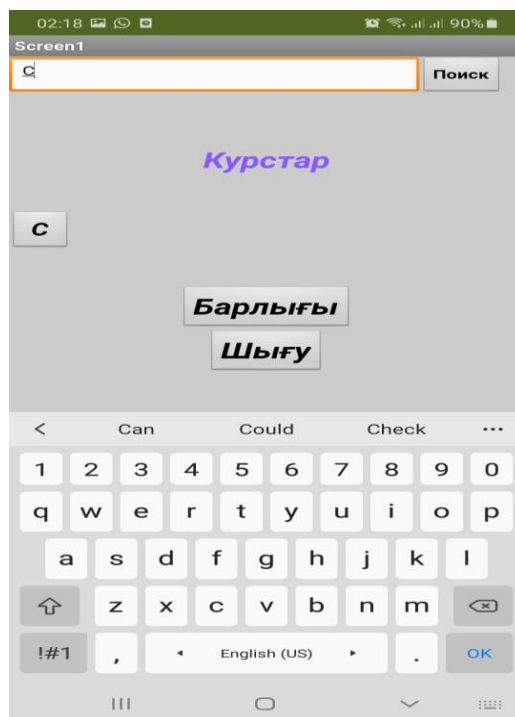 02:18 90%
Screen1
C Поиск
Курстар
C
Барлығы
Шығу
< Can Could Check ...
1 2 3 4 5 6 7 8 9 0
q w e r t y u i o p
a s d f g h j k l
z x c v b n m
!#1 , English (US) . OK